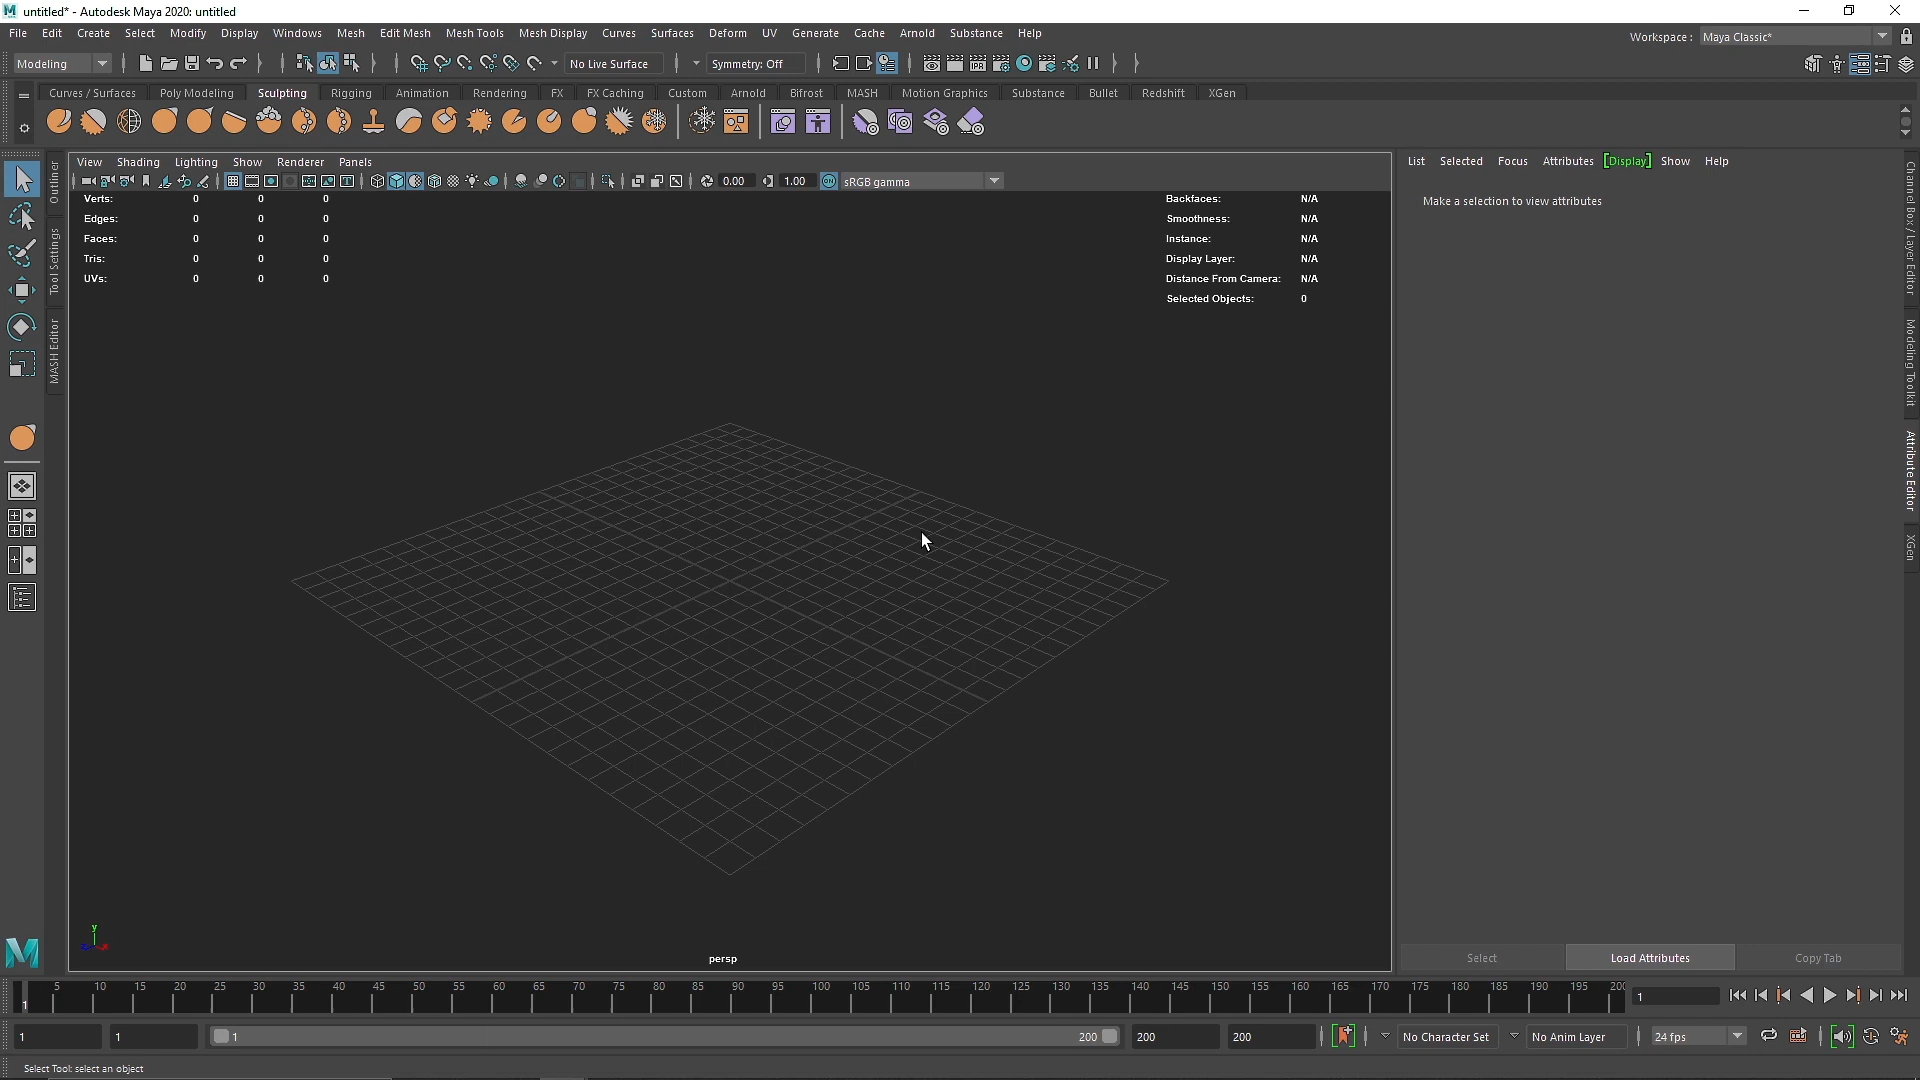 untitled* - Autodesk Maya 2020: untitled
File Edit Create Select Modify Display Windows Mesh Edit Mesh Mesh Tools Mesh Display Curves Surfaces Deform UV Generate Cache Arnold Substance Help
Workspace : Maya Classic*
Modeling No Live Surface Symmetry: Off
Curves / Surfaces Poly Modeling Sculpting Rigging Animation Rendering FX FX Caching Custom Arnold Bifrost MASH Motion Graphics Substance Bullet Redshift XGen
View Shading Lighting Show Renderer Panels
0.00 1.00 ON sRGB gamma
List Selected Focus Attributes [Display] Show Help
Make a selection to view attributes
Outliner
Tool Settings
MASH Editor
Verts: 0 0 0
Edges: 0 0 0
Faces: 0 0 0
Tris: 0 0 0
UVs: 0 0 0
Backfaces: N/A
Smoothness: N/A
Instance: N/A
Display Layer: N/A
Distance From Camera: N/A
Selected Objects: 0
Channel Box / Layer Editor
Modeling Toolkit
Attribute Editor
XGen
y
persp
Select Load Attributes Copy Tab
1 5 10 15 20 25 30 35 40 45 50 55 60 65 70 75 80 85 90 95 100 105 110 115 120 125 130 135 140 145 150 155 160 165 170 175 180 185 190 195 200
1
1 1 1 200 200 200 No Character Set No Anim Layer 24 fps
Select Tool: select an object